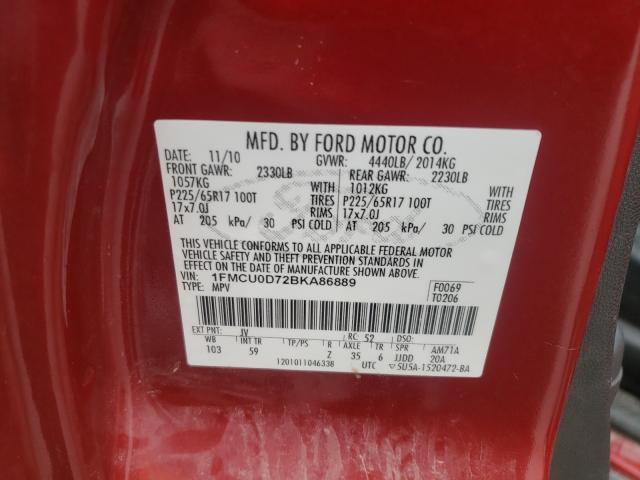 MFD. BY FORD MOTOR CO.
DATE: 11/10 GVWR: 4440LB/ 2014KG
FRONT GAWR: 2330LB REAR GAWR: 2230LB
1057KG WITH 1012KG WITH
P225/65R17 100T TIRES P225/65R17 100T TIRES
17x7.0J RIMS 17x7.0J RIMS
AT 205 kPa/ 30 PSI COLD AT 205 kPa/ 30 PSI COLD
THIS VEHICLE CONFORMS TO ALL APPLICABLE FEDERAL MOTOR
VEHICLE SAFETY AND THEFT PREVENTION STANDARDS IN
EFFECT ON THE DATE OF MANUFACTURE SHOWN ABOVE.
VIN: 1FMCU0D72BKA86889 F0069
TYPE: MPV T0206
EXT PNT: JV RC: 52 DSO:
WB INT TR TP/PS R AXLE TR SPR AM71A
103 59 Z 35 6 JJDD 20A
1201011046338 UTC ▽5U5A-1520472-BA